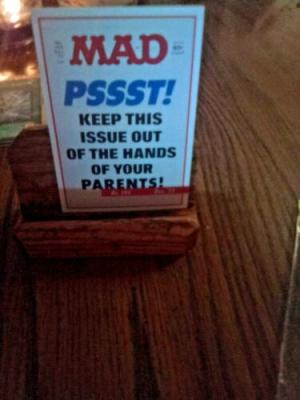 MAD
PSSST!
KEEP THIS
ISSUE OUT
OF THE HANDS
OF YOUR
PARENTS!